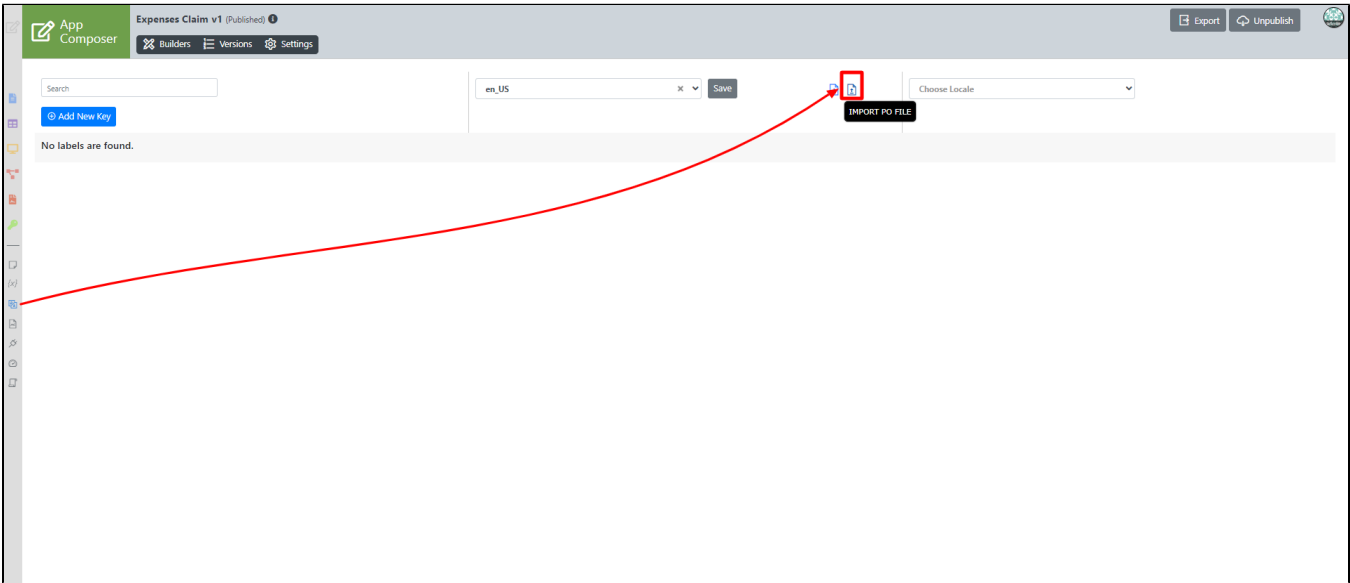 App
Composer
Expenses Claim v1 (Published)
Builders Versions Settings
Export Unpublish
Search
en_US
Save
Choose Locale
IMPORT PO FILE
Add New Key
No labels are found.
{x}